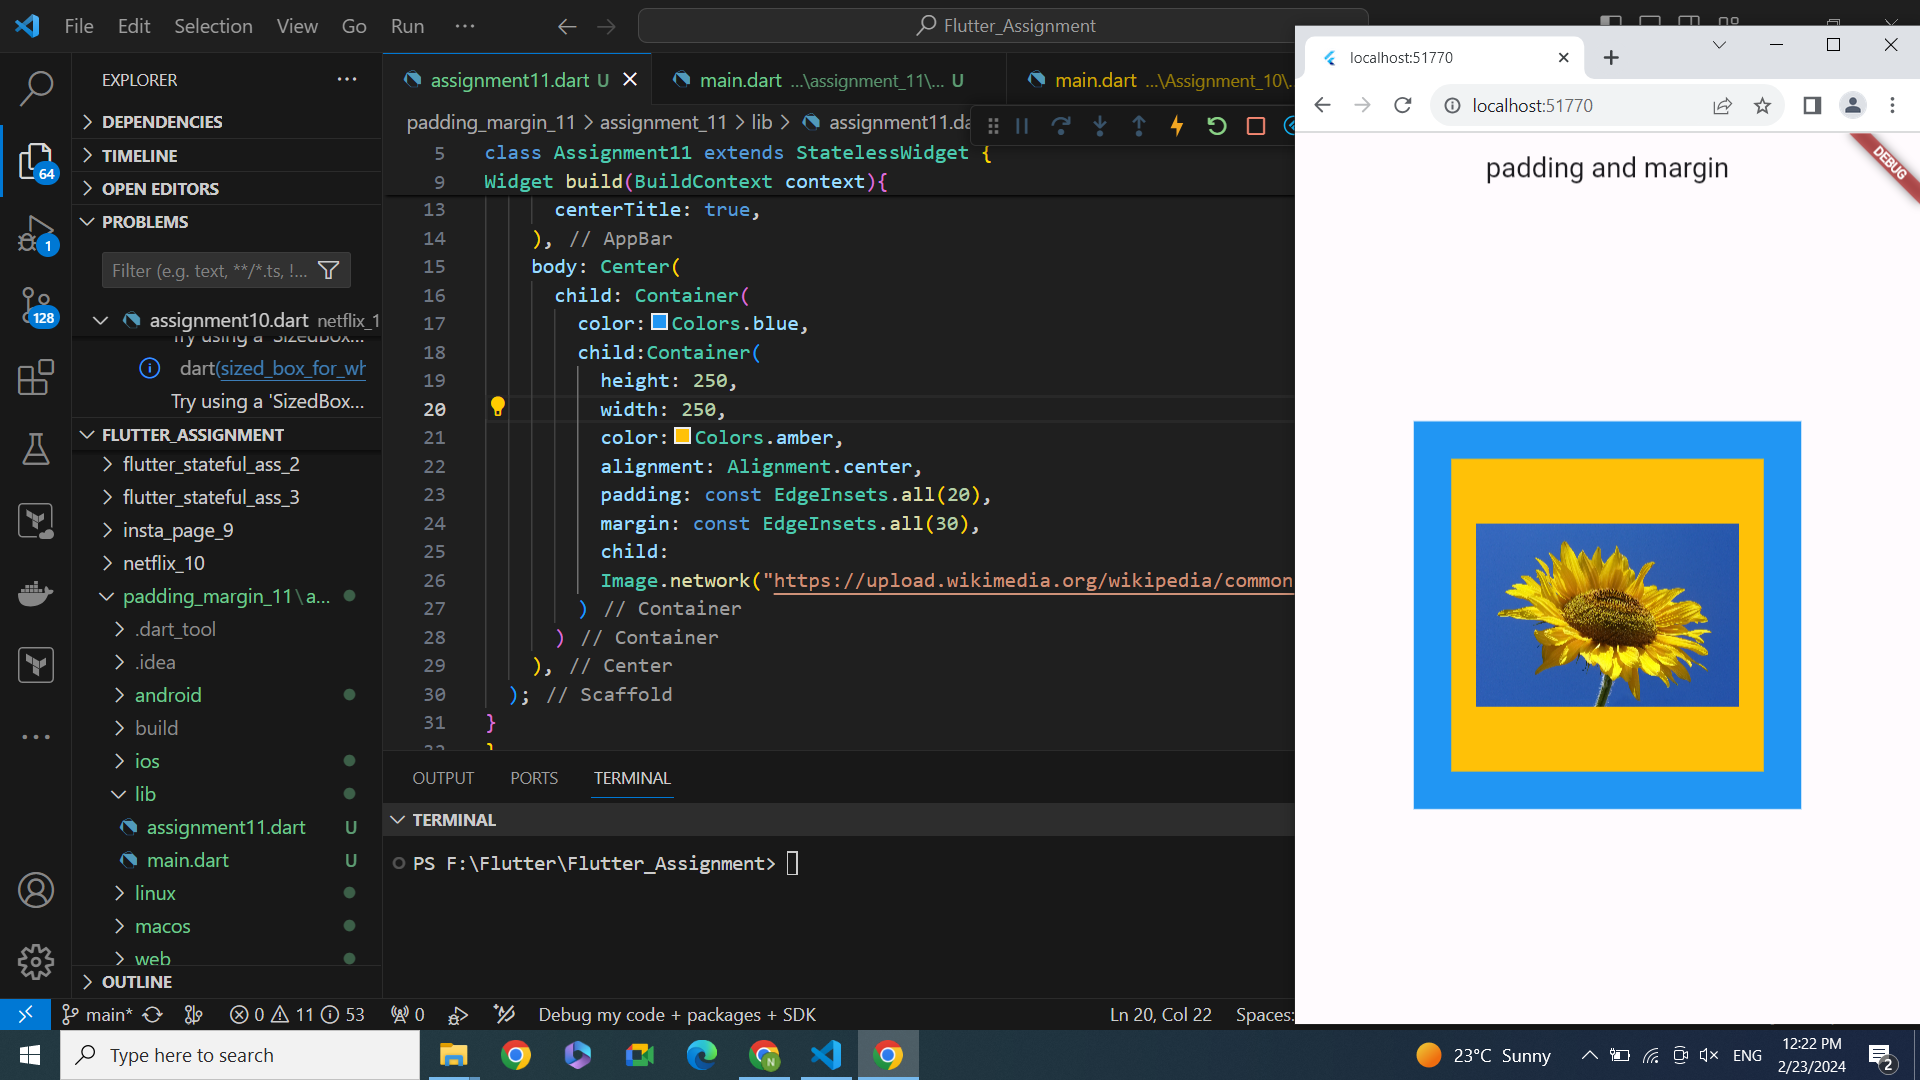 File Edit Selection View Go Run ...
Flutter_Assignment
EXPLORER
DEPENDENCIES
TIMELINE
OPEN EDITORS
PROBLEMS
Filter (e.g. text, **/*.ts, !...
assignment10.dart netflix_1
Try using a 'SizedBox...
dart(sized_box_for_wh
Try using a 'SizedBox...
FLUTTER_ASSIGNMENT
flutter_stateful_ass_2
flutter_stateful_ass_3
insta_page_9
netflix_10
padding_margin_11\a...
.dart_tool
.idea
android
build
ios
lib
assignment11.dart U
main.dart U
linux
macos
web
OUTLINE
64
1
128
assignment11.dart U
main.dart ...\assignment_11\... U
main.dart ...\Assignment_10\...
padding_margin_11 > assignment_11 > lib > assignment11.da
5 class Assignment11 extends StatelessWidget {
9 Widget build(BuildContext context){
13 centerTitle: true,
14 ), // AppBar
15 body: Center(
16 child: Container(
17 color: Colors.blue,
18 child:Container(
19 height: 250,
20 width: 250,
21 color: Colors.amber,
22 alignment: Alignment.center,
23 padding: const EdgeInsets.all(20),
24 margin: const EdgeInsets.all(30),
25 child:
26 Image.network("https://upload.wikimedia.org/wikipedia/common
27 ) // Container
28 ) // Container
29 ), // Center
30 ); // Scaffold
31 }
32 }
OUTPUT PORTS TERMINAL
TERMINAL
PS F:\Flutter\Flutter_Assignment>
main* 0 11 53 0 Debug my code + packages + SDK Ln 20, Col 22 Spaces:
localhost:51770
localhost:51770
DEBUG
padding and margin
Type here to search
N
23°C Sunny
ENG
12:22 PM
2/23/2024
2